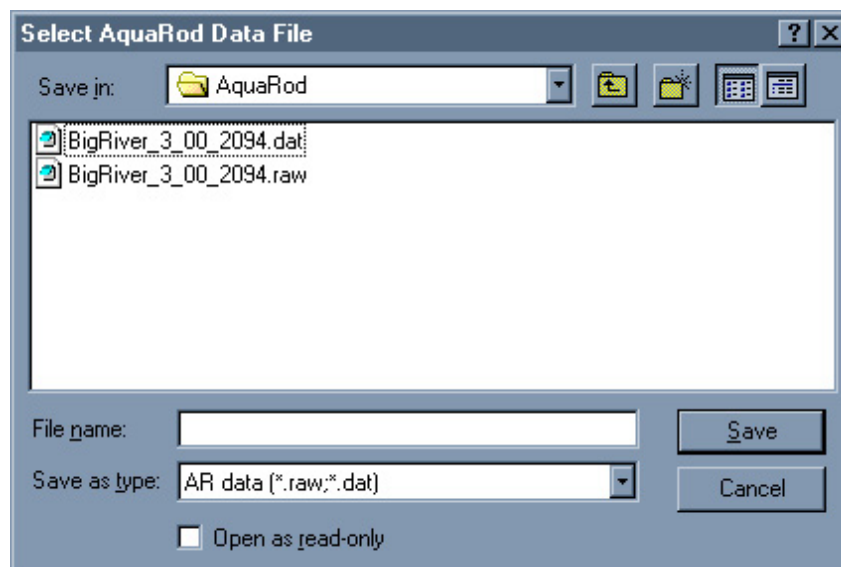 Select AquaRod Data File
Save in: AquaRod
BigRiver_3_00_2094.dat
BigRiver_3_00_2094.raw
File name:
Save
Save as type: AR data (*.raw;*.dat)
Cancel
Open as read-only